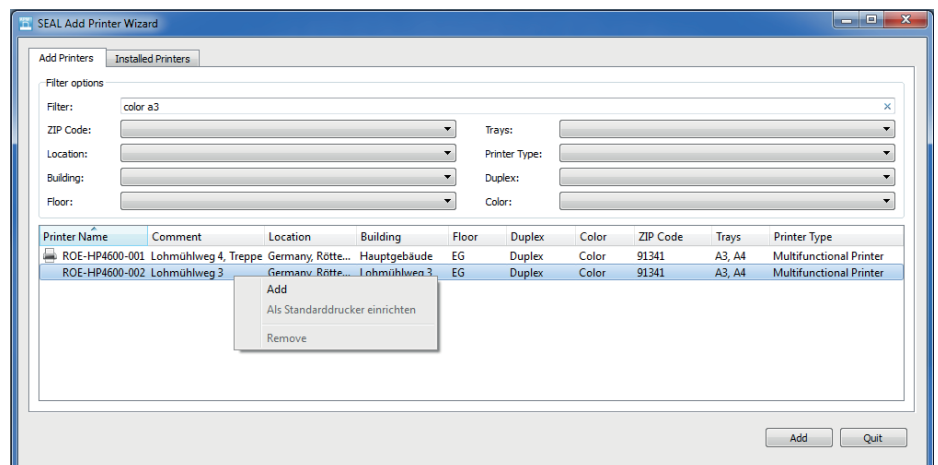 SEAL Add Printer Wizard
Add Printers Installed Printers
Filter options
Filter: color a3
ZIP Code: Trays:
Location: Printer Type:
Building: Duplex:
Floor: Color:
Printer Name Comment Location Building Floor Duplex Color ZIP Code Trays Printer Type
ROE-HP4600-001 Lohmühlweg 4, Treppe Germany, Rötte... Hauptgebäude EG Duplex Color 91341 A3, A4 Multifunctional Printer
ROE-HP4600-002 Lohmühlweg 3 Germany, Rötte... Lohmühlweg 3 EG Duplex Color 91341 A3, A4 Multifunctional Printer
Add
Als Standarddrucker einrichten
Remove
Add Quit